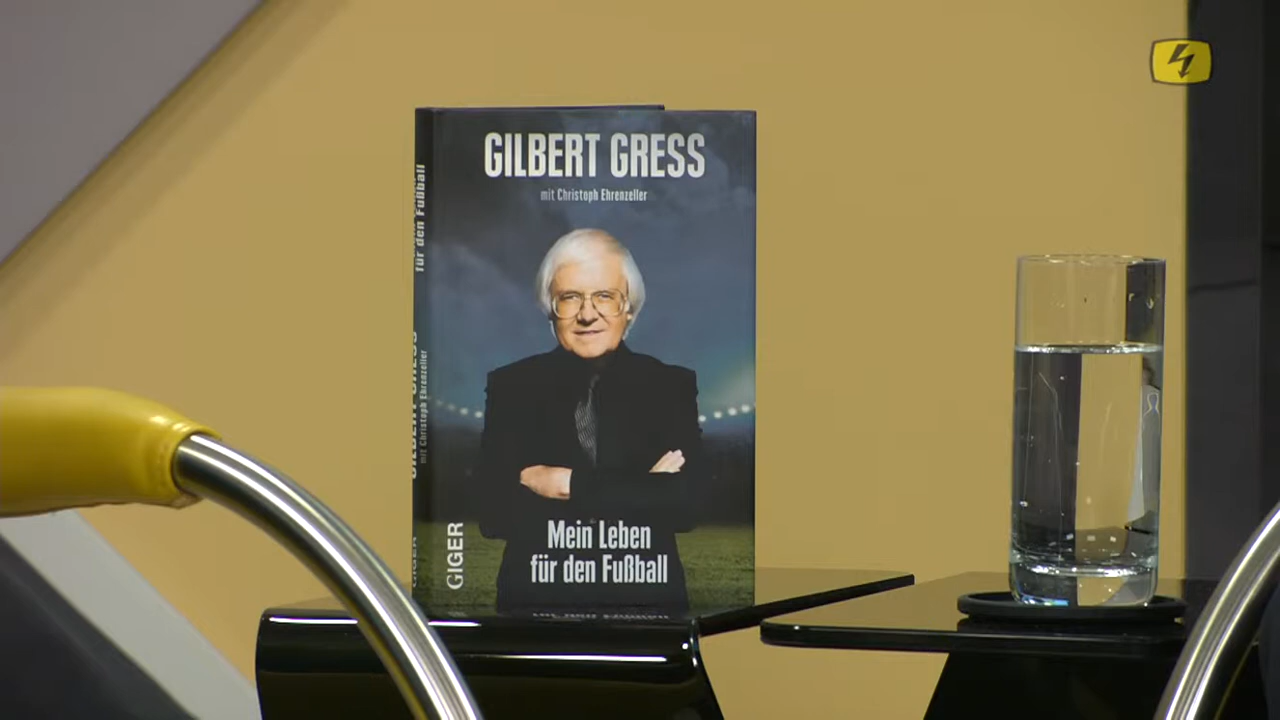 GILBERT GRESS
mit Christoph Ehrenzeller
Mein Leben
für den Fußball
GIGER
für den Fußball
GILBERT GRESS
mit Christoph Ehrenzeller
GIGER